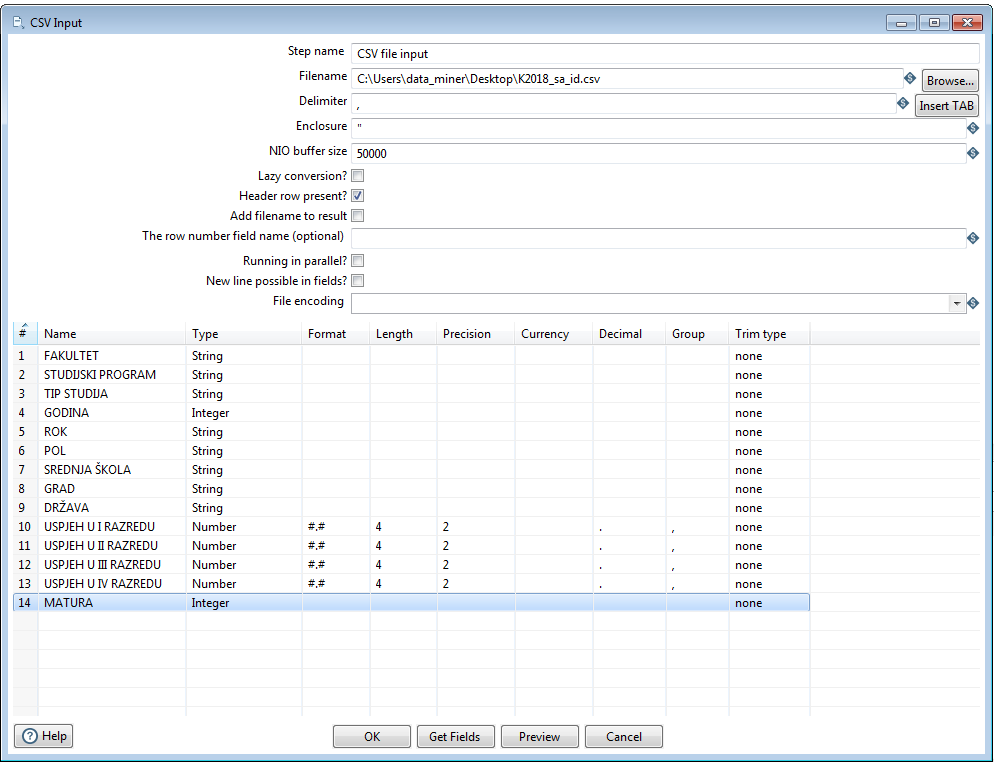 CSV Input
Step name CSV file input
Filename C:\Users\data_miner\Desktop\K2018_sa_id.csv Browse...
Delimiter , Insert TAB
Enclosure "
NIO buffer size 50000
Lazy conversion?
Header row present?
Add filename to result
The row number field name (optional)
Running in parallel?
New line possible in fields?
File encoding
# Name Type Format Length Precision Currency Decimal Group Trim type
1 FAKULTET String none
2 STUDIJSKI PROGRAM String none
3 TIP STUDIJA String none
4 GODINA Integer none
5 ROK String none
6 POL String none
7 SREDNJA ŠKOLA String none
8 GRAD String none
9 DRŽAVA String none
10 USPJEH U I RAZREDU Number #.# 4 2 . , none
11 USPJEH U II RAZREDU Number #.# 4 2 . , none
12 USPJEH U III RAZREDU Number #.# 4 2 . , none
13 USPJEH U IV RAZREDU Number #.# 4 2 . , none
14 MATURA Integer none
Help OK Get Fields Preview Cancel